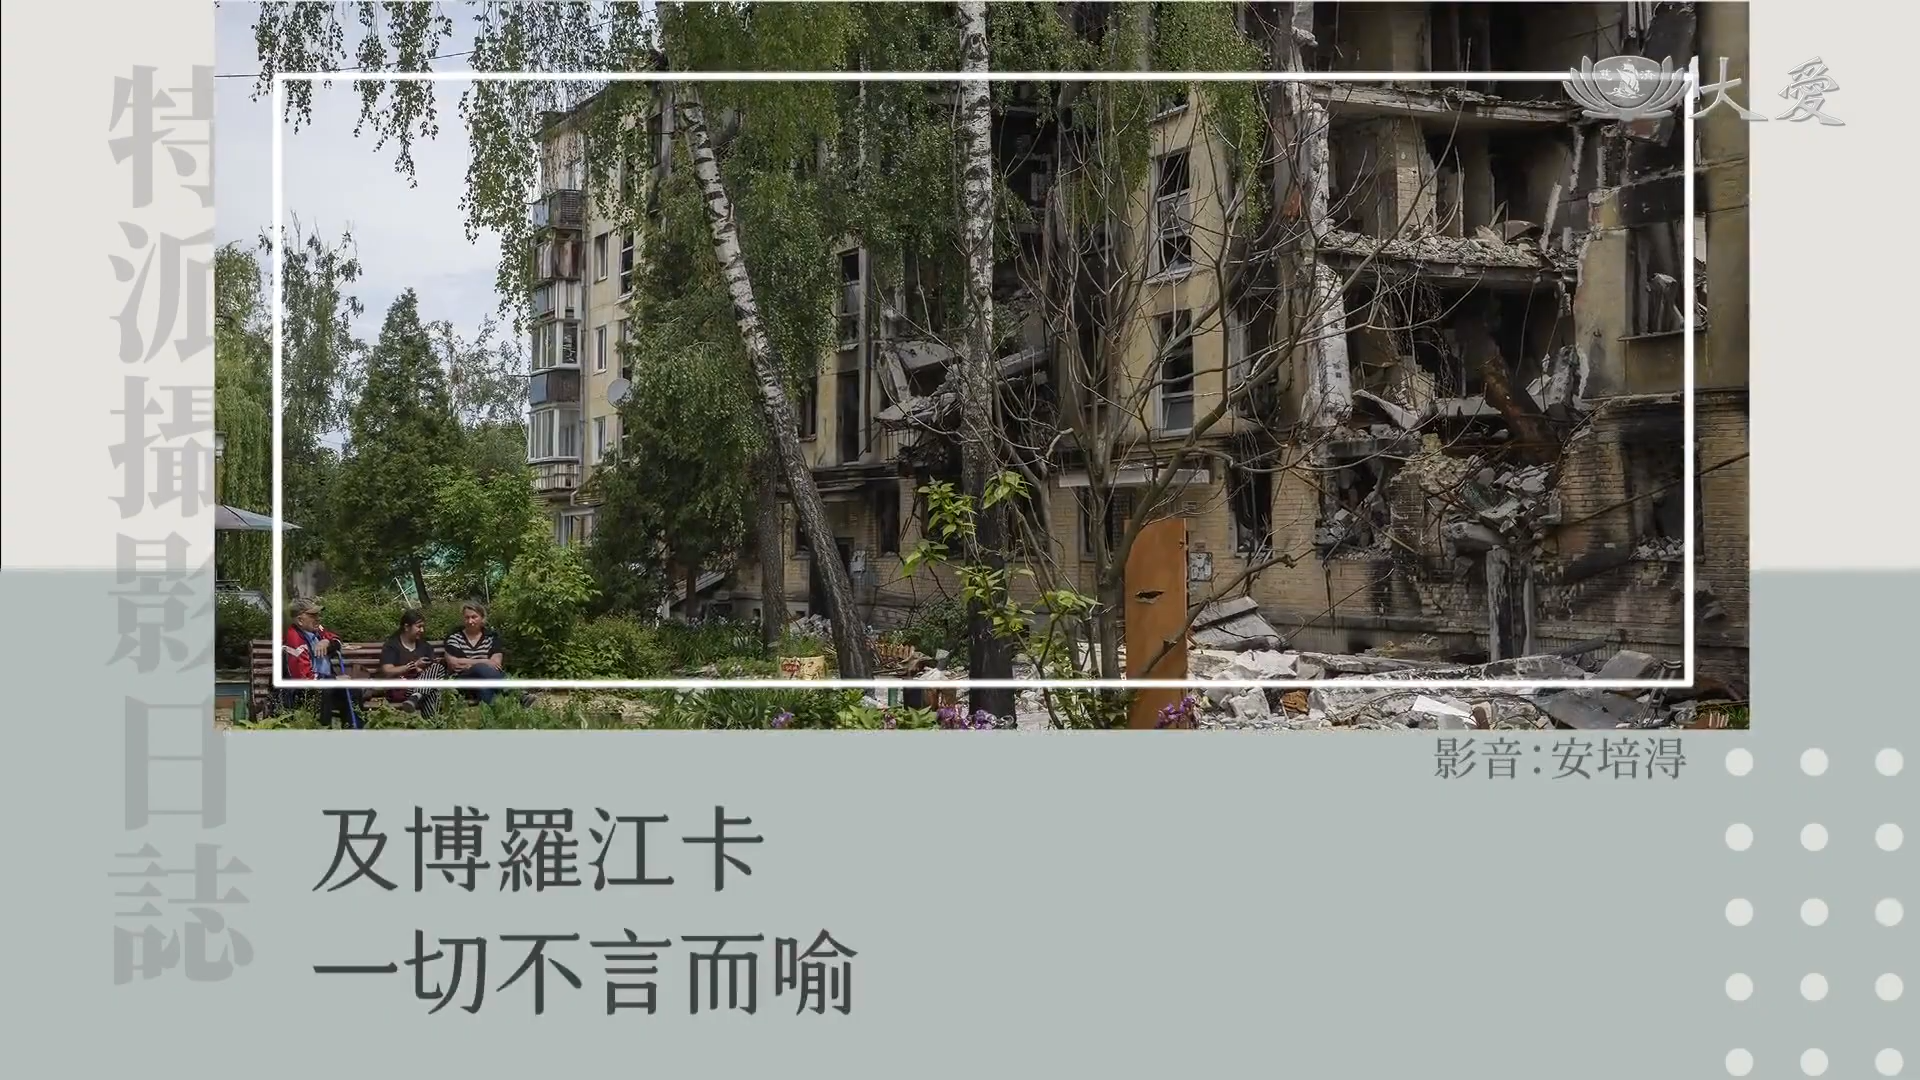 特派攝影日誌
大愛
影音：安培淂
及博羅江卡
一切不言而喻